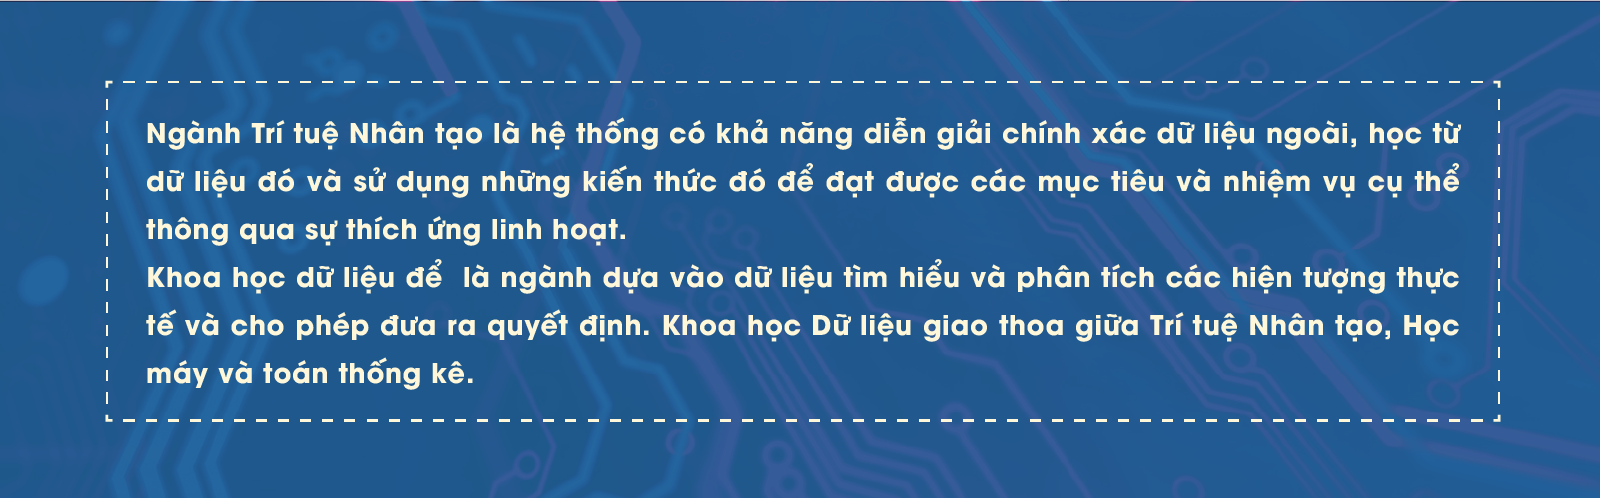 Ngành Trí tuệ Nhân tạo là hệ thống có khả năng diễn giải chính xác dữ liệu ngoài, học từ
dữ liệu đó và sử dụng những kiến thức đó để đạt được các mục tiêu và nhiệm vụ cụ thể
thông qua sự thích ứng linh hoạt.
Khoa học dữ liệu để  là ngành dựa vào dữ liệu tìm hiểu và phân tích các hiện tượng thực
tế và cho phép đưa ra quyết định. Khoa học Dữ liệu giao thoa giữa Trí tuệ Nhân tạo, Học
máy và toán thống kê.